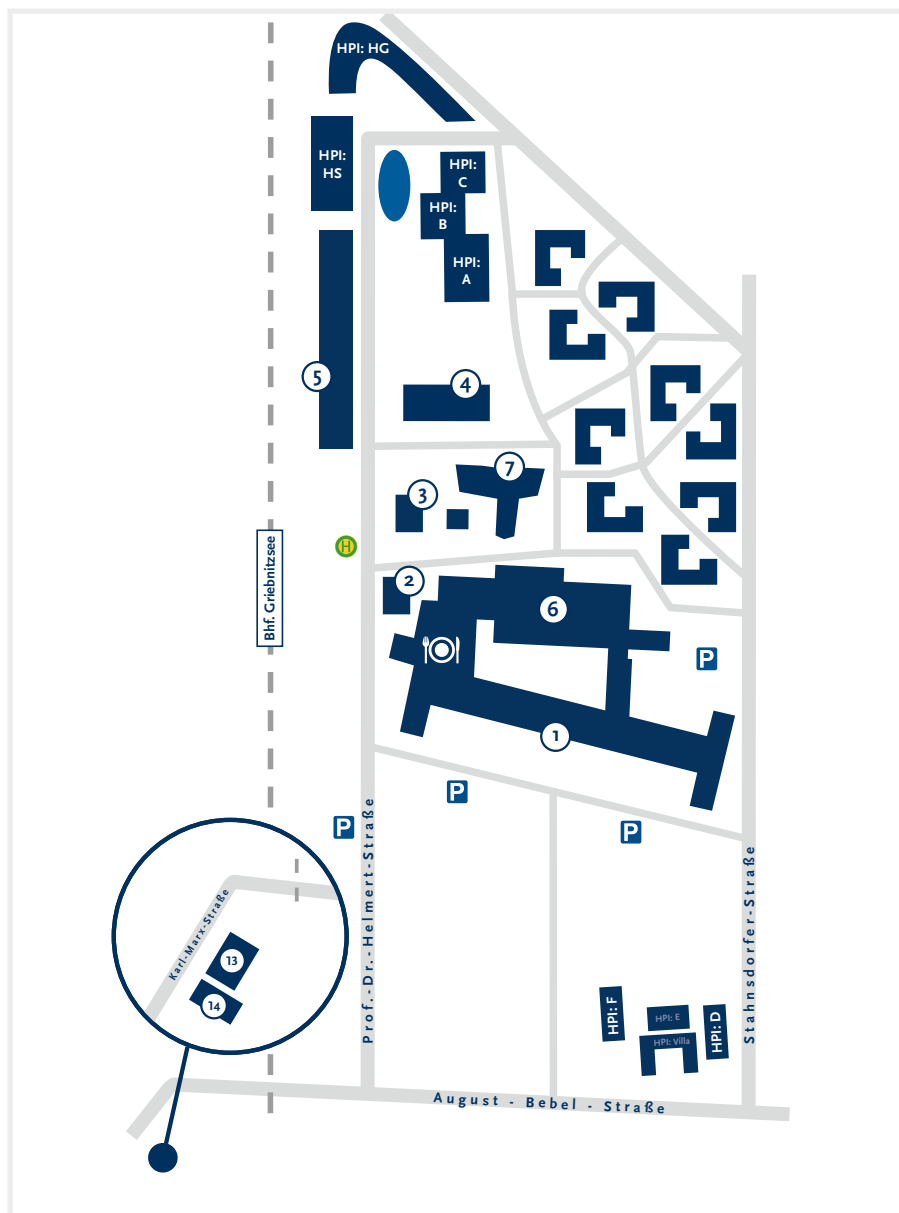 HPI: HG
HPI:
HS
HPI:
C
HPI:
B
HPI:
A
5
4
7
3
H
2
6
Bhf. Griebnitzsee
P
1
P
P
P
Prof.-Dr.-Helmert-Straße
Stahnsdorfer-Straße
Karl-Marx-Straße
13
14
HPI: F
HPI: E
HPI: D
HPI: Villa
August - Bebel - Straße